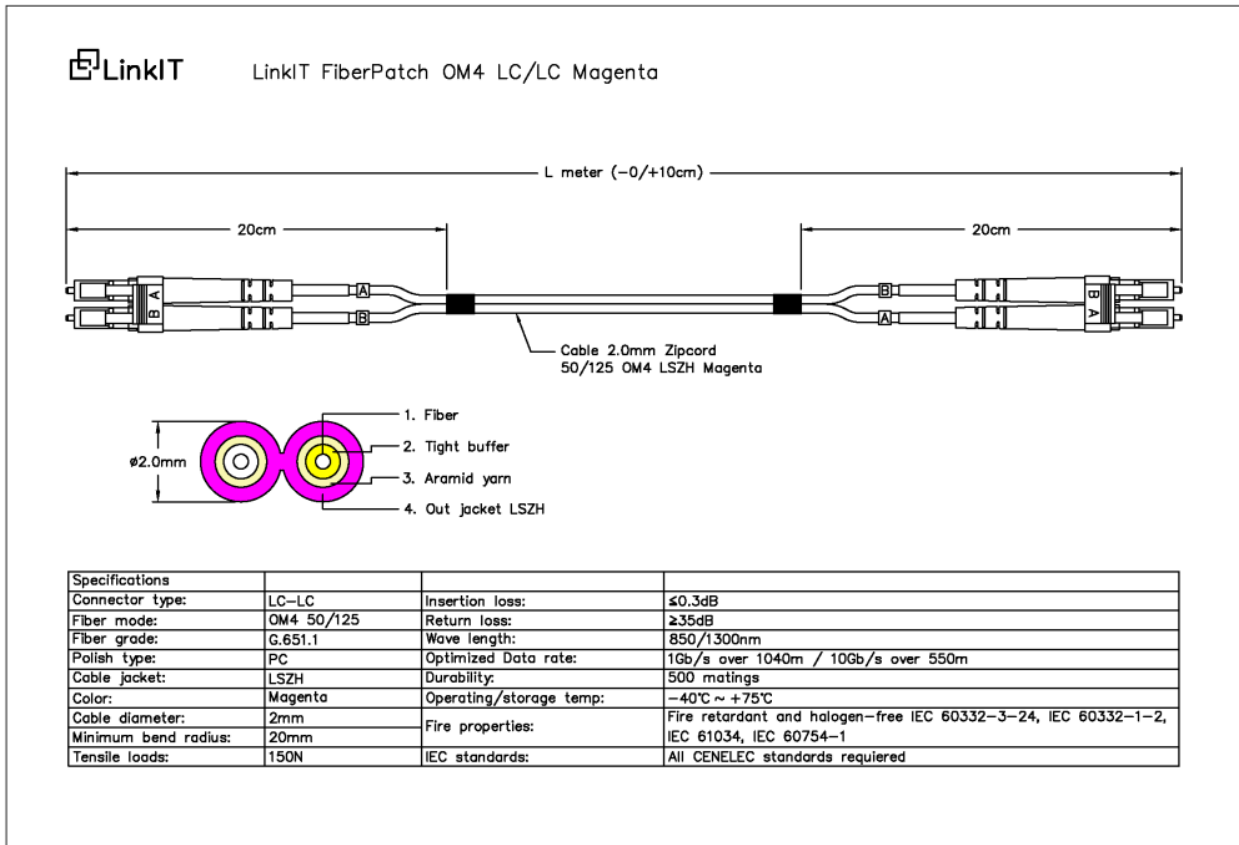 LinkIT
LinkIT FiberPatch OM4 LC/LC Magenta
L meter (-0/+10cm)
20cm
20cm
A
B
B
A
B A
B A
Cable 2.0mm Zipcord
50/125 OM4 LSZH Magenta
ø2.0mm
1. Fiber
2. Tight buffer
3. Aramid yarn
4. Out jacket LSZH
Specifications
Connector type: LC-LC Insertion loss: ≤0.3dB
Fiber mode: OM4 50/125 Return loss: ≥35dB
Fiber grade: G.651.1 Wave length: 850/1300nm
Polish type: PC Optimized Data rate: 1Gb/s over 1040m / 10Gb/s over 550m
Cable jacket: LSZH Durability: 500 matings
Color: Magenta Operating/storage temp: -40℃ ~ +75℃
Cable diameter: 2mm Fire properties: Fire retardant and halogen-free IEC 60332-3-24, IEC 60332-1-2,
Minimum bend radius: 20mm IEC 61034, IEC 60754-1
Tensile loads: 150N IEC standards: All CENELEC standards requiered